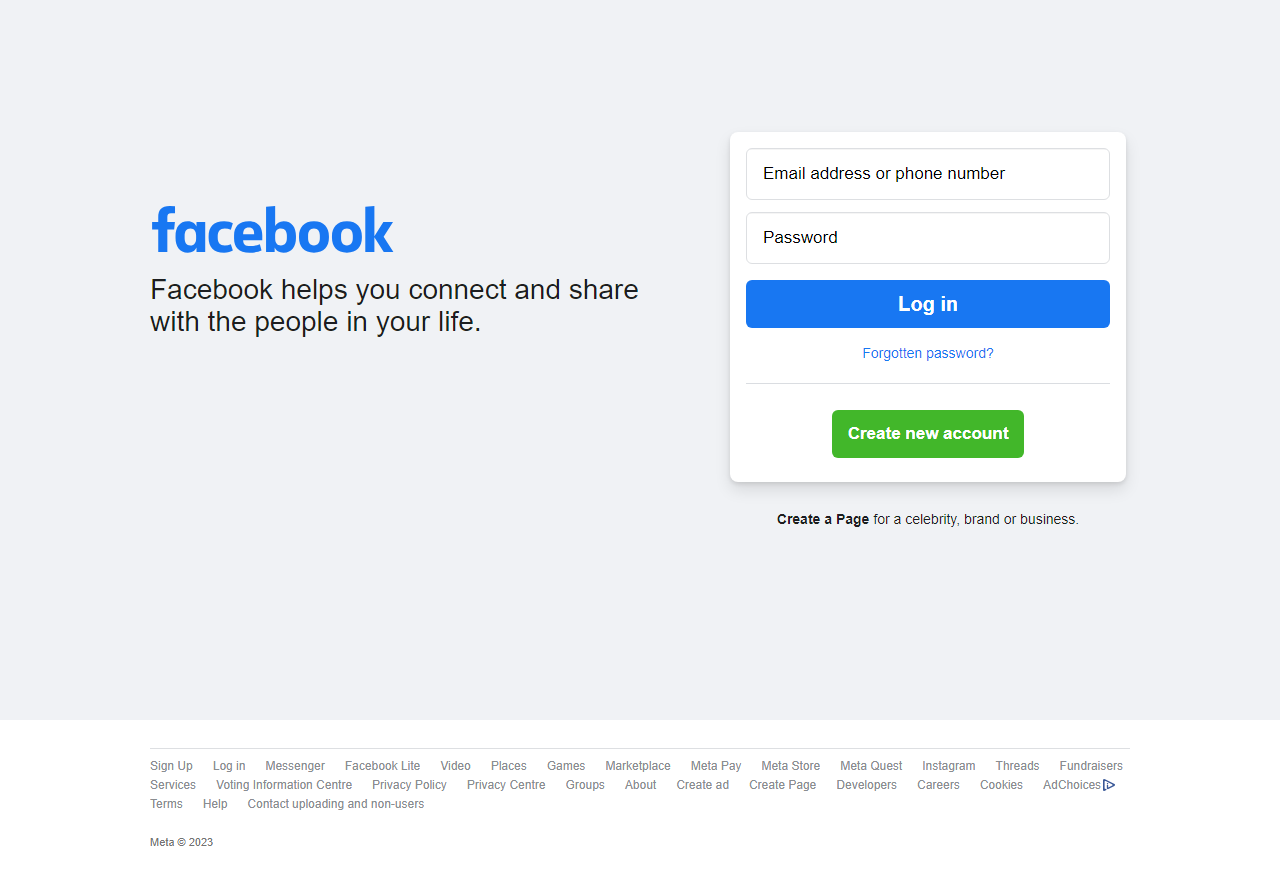 facebook
Facebook helps you connect and share
with the people in your life.
Email address or phone number
Password
Log in
Forgotten password?
Create new account
Create a Page for a celebrity, brand or business.
Sign Up Log in Messenger Facebook Lite Video Places Games Marketplace Meta Pay Meta Store Meta Quest Instagram Threads Fundraisers
Services Voting Information Centre Privacy Policy Privacy Centre Groups About Create ad Create Page Developers Careers Cookies AdChoices
Terms Help Contact uploading and non-users
Meta © 2023